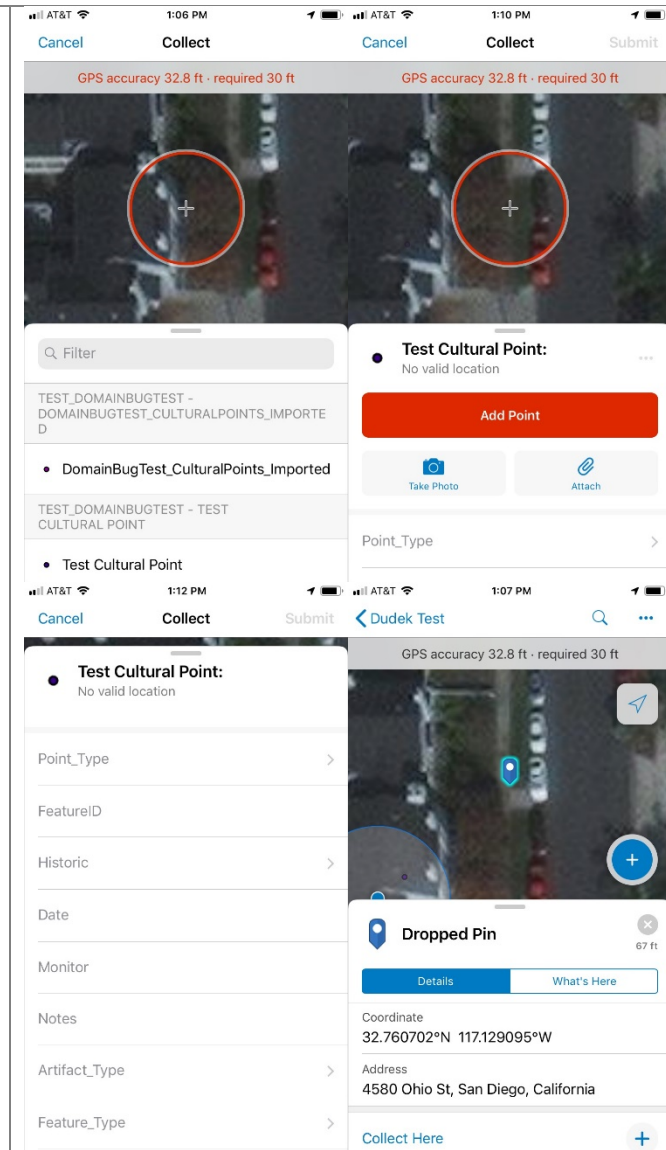 AT&T 1:06 PM
Cancel Collect
GPS accuracy 32.8 ft · required 30 ft
Filter
TEST_DOMAINBUGTEST -
DOMAINBUGTEST_CULTURALPOINTS_IMPORTE
D
DomainBugTest_CulturalPoints_Imported
TEST_DOMAINBUGTEST - TEST
CULTURAL POINT
Test Cultural Point
AT&T 1:10 PM
Cancel Collect Submit
GPS accuracy 32.8 ft · required 30 ft
Test Cultural Point:
No valid location
Add Point
Take Photo Attach
Point_Type
AT&T 1:12 PM
Cancel Collect Submit
Test Cultural Point:
No valid location
Point_Type
FeatureID
Historic
Date
Monitor
Notes
Artifact_Type
Feature_Type
AT&T 1:07 PM
Dudek Test
GPS accuracy 32.8 ft · required 30 ft
Dropped Pin
67 ft
Details What's Here
Coordinate
32.760702°N 117.129095°W
Address
4580 Ohio St, San Diego, California
Collect Here